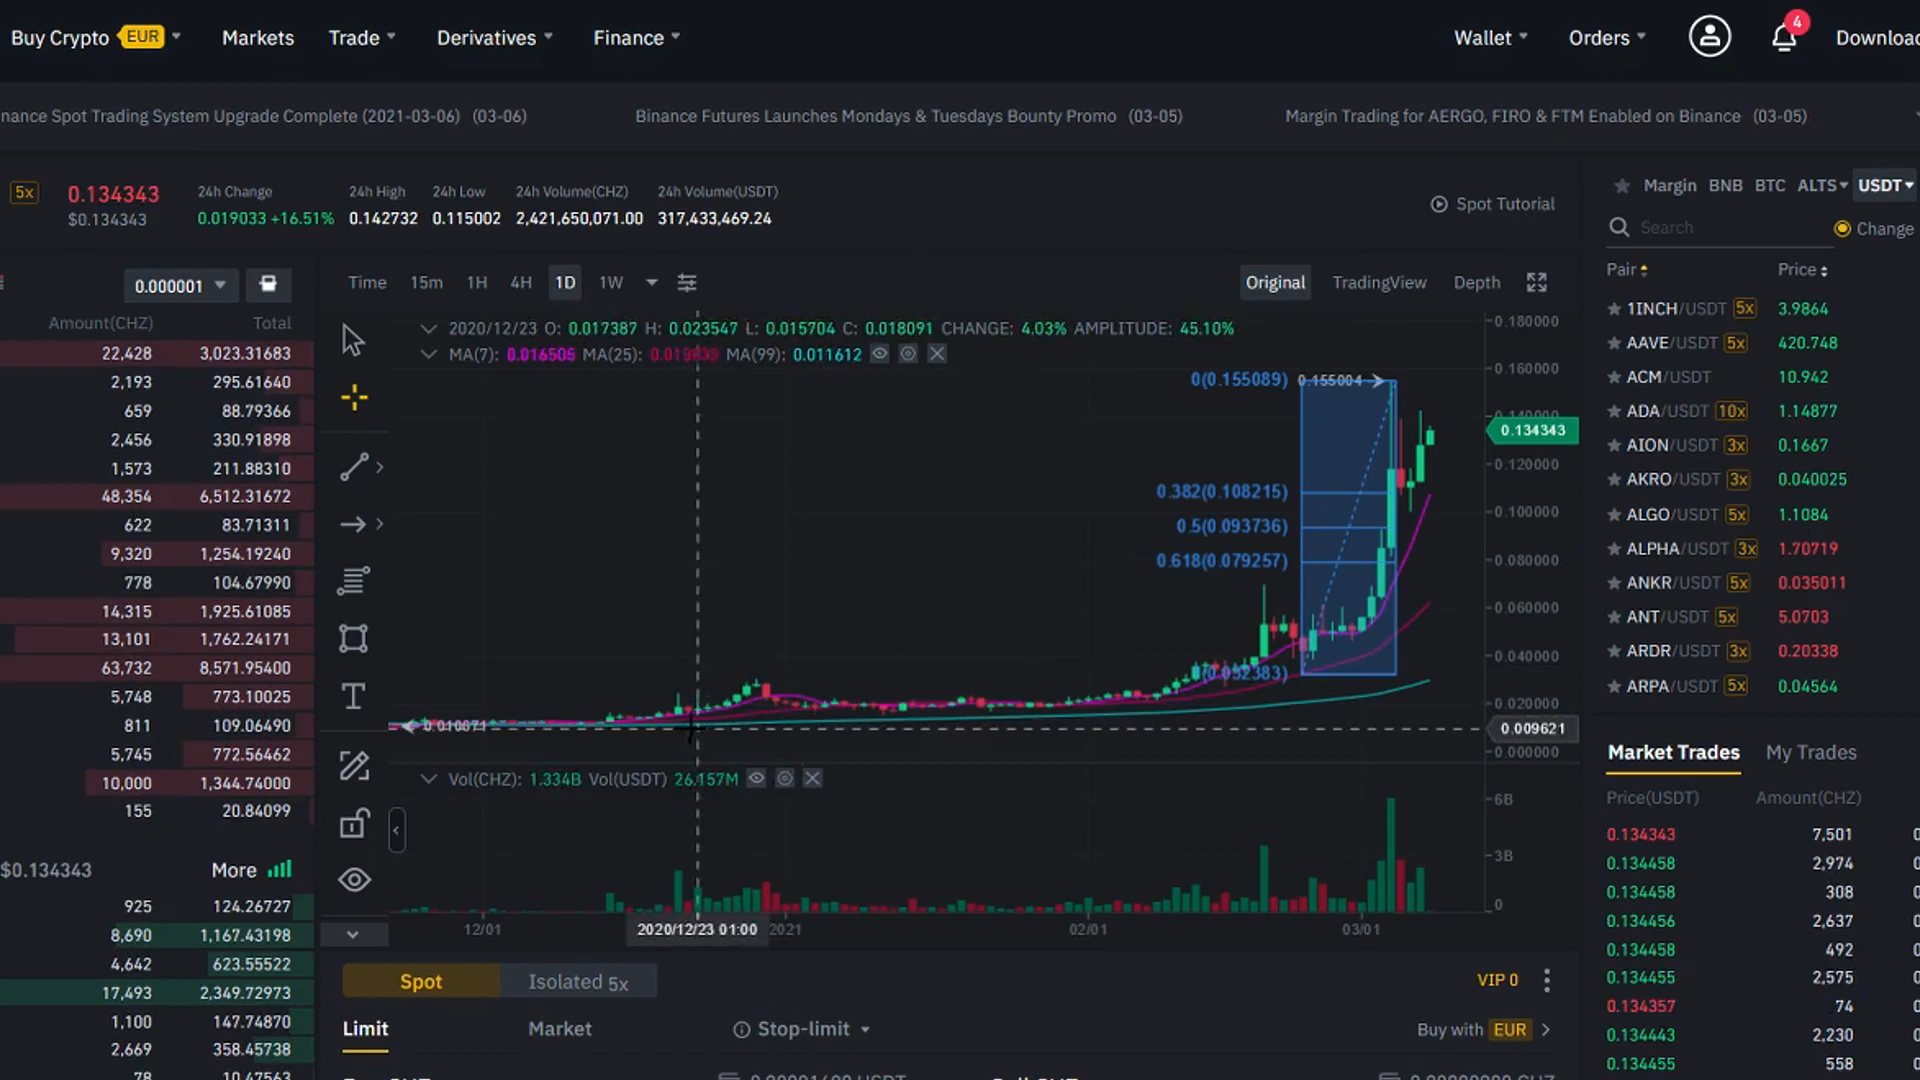 Buy Crypto EUR Markets Trade Derivatives Finance Wallet Orders 4 Downloa
nance Spot Trading System Upgrade Complete (2021-03-06) (03-06) Binance Futures Launches Mondays & Tuesdays Bounty Promo (03-05) Margin Trading for AERGO, FIRO & FTM Enabled on Binance (03-05)
5x 0.134343 $0.134343
24h Change 24h High 24h Low 24h Volume(CHZ) 24h Volume(USDT)
0.019033 +16.51% 0.142732 0.115002 2,421,650,071.00 317,433,469.24
Spot Tutorial
0.000001
Amount(CHZ) Total
22,428 3,023.31683
2,193 295.61640
659 88.79366
2,456 330.91898
1,573 211.88310
48,354 6,512.31672
622 83.71311
9,320 1,254.19240
778 104.67990
14,315 1,925.61085
13,101 1,762.24171
63,732 8,571.95400
5,748 773.10025
811 109.06490
5,745 772.56462
10,000 1,344.74000
155 20.84099
$0.134343 More
925 124.26727
8,690 1,167.43198
4,642 623.55522
17,493 2,349.72973
1,100 147.74870
2,669 358.45738
Time 15m 1H 4H 1D 1W Original TradingView Depth
2020/12/23 O: 0.017387 H: 0.023547 L: 0.015704 C: 0.018091 CHANGE: 4.03% AMPLITUDE: 45.10%
MA(7): 0.016505 MA(25): MA(99): 0.011612
0(0.155089) 0.155004
0.382(0.108215)
0.5(0.093736)
0.618(0.079257)
0.010671
0.180000
0.160000
0.140000
0.134343
0.120000
0.100000
0.080000
0.060000
0.040000
0.020000
0.009621
0.000000
Vol(CHZ): 1.334B Vol(USDT) 26.157M
6B
3B
0
12/01 2020/12/23 01:00 2021 02/01 03/01
Spot Isolated 5x VIP 0
Limit Market Stop-limit Buy with EUR
Margin BNB BTC ALTS USDT
Search Change
Pair Price
1INCH/USDT 5x 3.9864
AAVE/USDT 5x 420.748
ACM/USDT 10.942
ADA/USDT 10x 1.14877
AION/USDT 3x 0.1667
AKRO/USDT 3x 0.040025
ALGO/USDT 5x 1.1084
ALPHA/USDT 3x 1.70719
ANKR/USDT 5x 0.035011
ANT/USDT 5x 5.0703
ARDR/USDT 3x 0.20338
ARPA/USDT 5x 0.04564
Market Trades My Trades
Price(USDT) Amount(CHZ)
0.134343 7,501
0.134458 2,974
0.134458 308
0.134456 2,637
0.134458 492
0.134455 2,575
0.134357 74
0.134443 2,230
0.134455 558